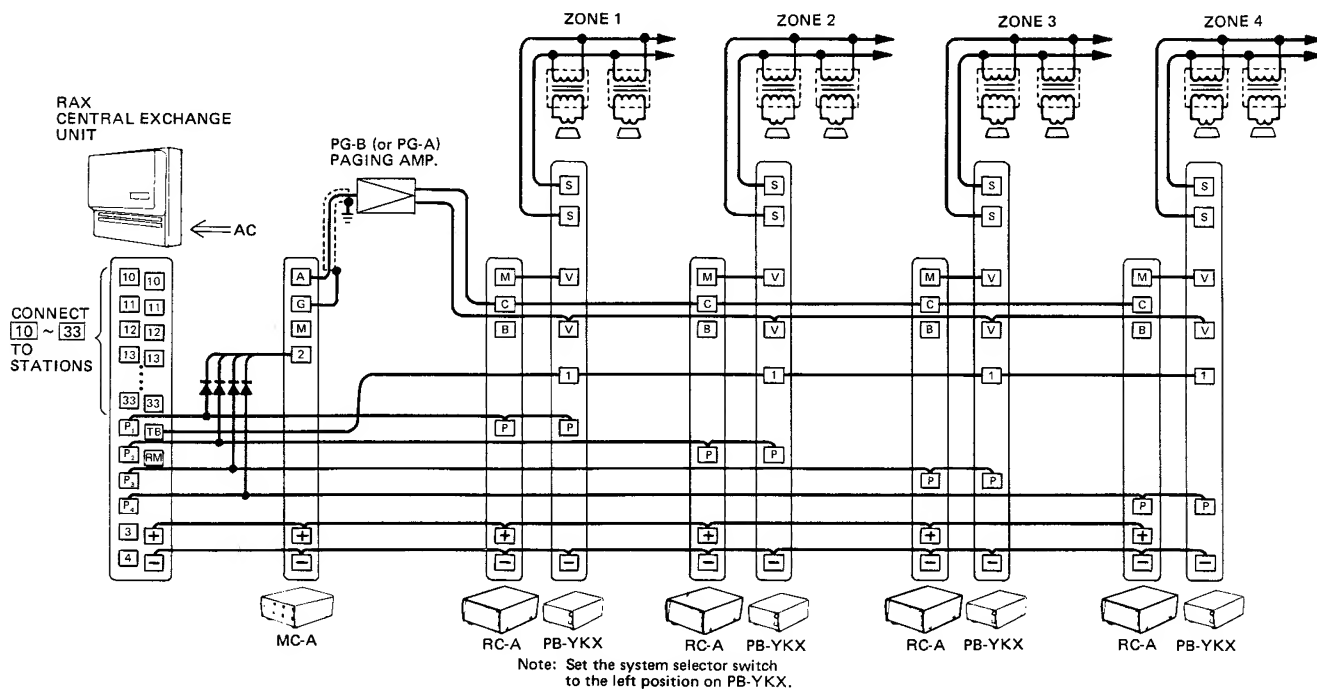 ZONE 1
ZONE 2
ZONE 3
ZONE 4
RAX
CENTRAL EXCHANGE
UNIT
PG-B (or PG-A)
PAGING AMP.
AC
CONNECT
10 ~ 33
TO
STATIONS
10 10
11 11
12 12
13 13
33 33
P1 TB
P2 RM
P3
P4
3 +
4 −
A
G
M
2
+
−
M
C
B
P
+
−
S
S
V
V
1
P
−
M
C
B
P
+
−
S
S
V
V
1
P
−
M
C
B
P
+
−
S
S
V
V
1
P
−
M
C
B
P
+
−
S
S
V
V
1
P
−
MC-A
RC-A PB-YKX
RC-A PB-YKX
RC-A PB-YKX
RC-A PB-YKX
Note: Set the system selector switch
to the left position on PB-YKX.